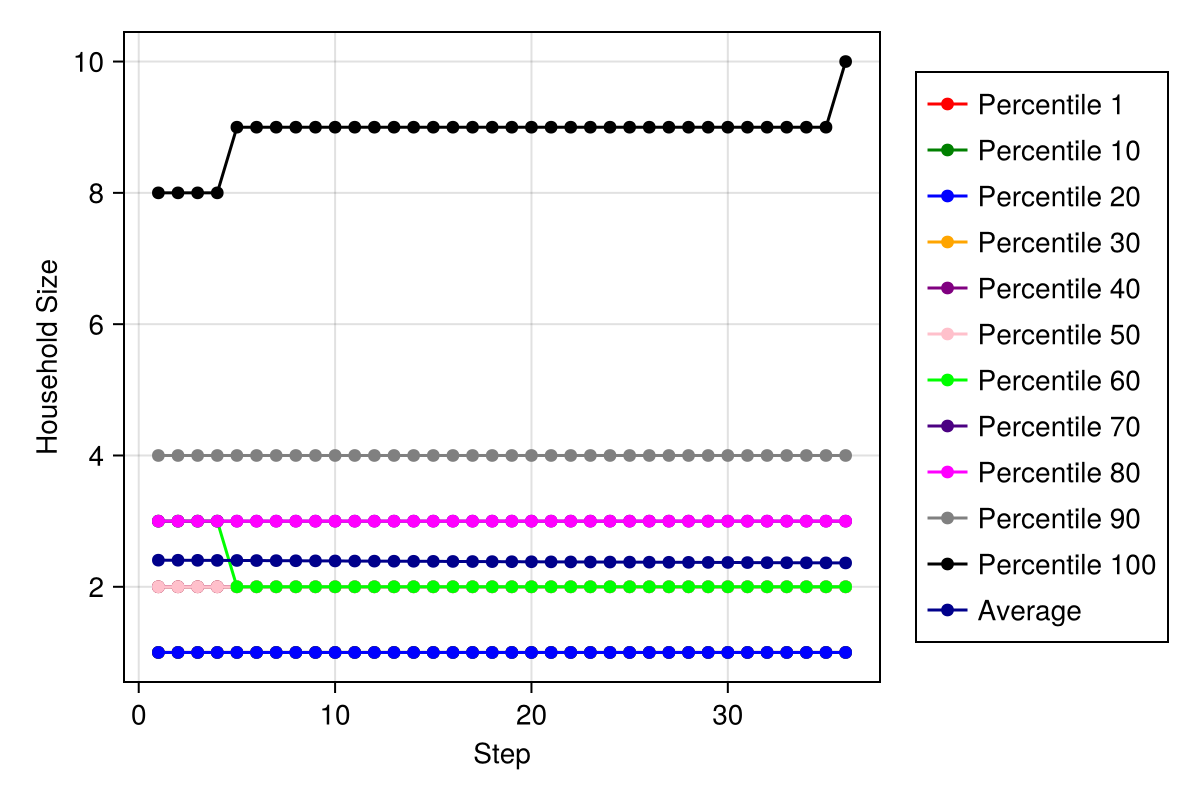 10
8
6
4
2
Household Size
0
10
20
30
Step
Percentile 1
Percentile 10
Percentile 20
Percentile 30
Percentile 40
Percentile 50
Percentile 60
Percentile 70
Percentile 80
Percentile 90
Percentile 100
Average